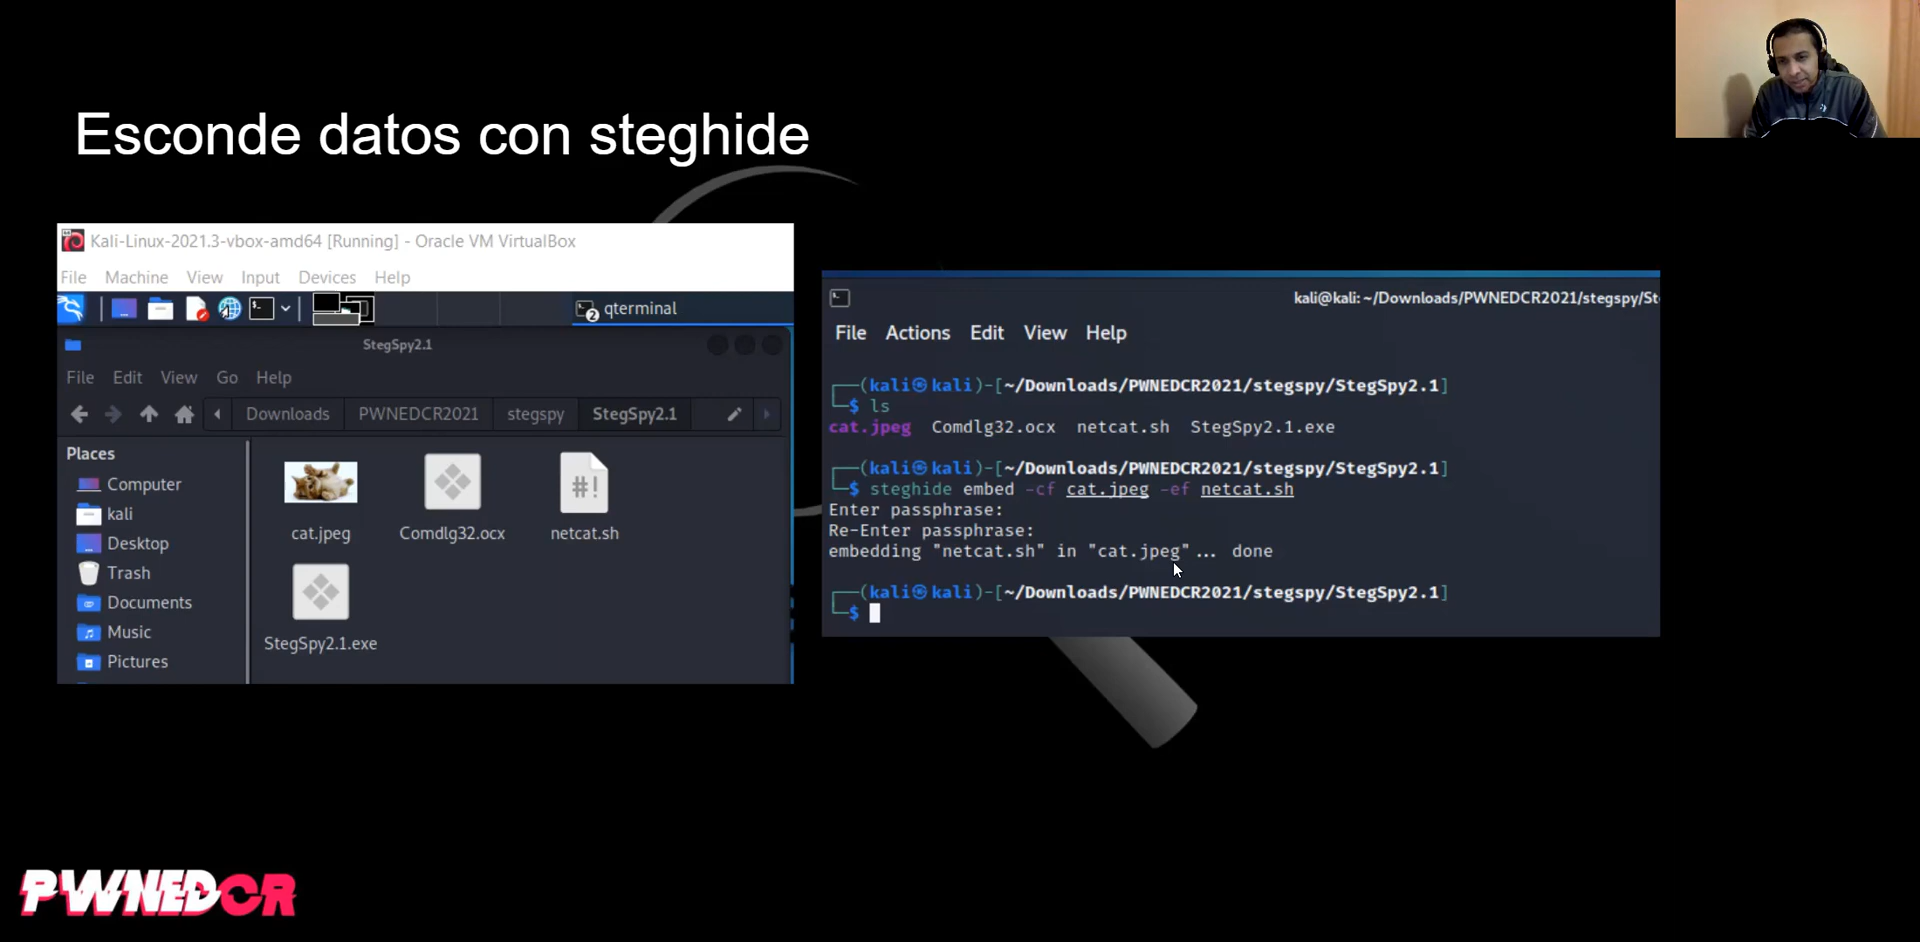 Esconde datos con steghide
Kali-Linux-2021.3-vbox-amd64 [Running] - Oracle VM VirtualBox
File Machine View Input Devices Help
2 qterminal
StegSpy2.1
File Edit View Go Help
Downloads PWNEDCR2021 stegspy StegSpy2.1
Places
Computer
kali
Desktop
Trash
Documents
Music
Pictures
#!
cat.jpeg Comdlg32.ocx netcat.sh
StegSpy2.1.exe
kali@kali: ~/Downloads/PWNEDCR2021/stegspy/St
File Actions Edit View Help
┌──(kali㉿kali)-[~/Downloads/PWNEDCR2021/stegspy/StegSpy2.1]
└─$ ls
cat.jpeg Comdlg32.ocx netcat.sh StegSpy2.1.exe
┌──(kali㉿kali)-[~/Downloads/PWNEDCR2021/stegspy/StegSpy2.1]
└─$ steghide embed -cf cat.jpeg -ef netcat.sh
Enter passphrase:
Re-Enter passphrase:
embedding "netcat.sh" in "cat.jpeg"... done
┌──(kali㉿kali)-[~/Downloads/PWNEDCR2021/stegspy/StegSpy2.1]
└─$
PWNEDCR